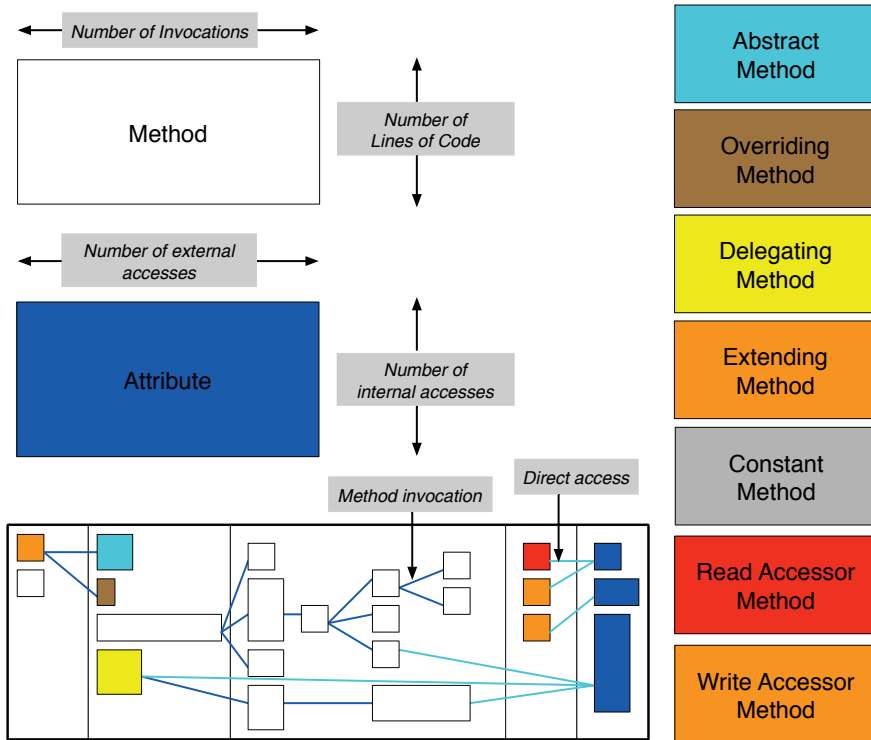 Number of Invocations
Method
Number of
Lines of Code
Number of external
accesses
Attribute
Number of
internal accesses
Method invocation
Direct access
Abstract
Method
Overriding
Method
Delegating
Method
Extending
Method
Constant
Method
Read Accessor
Method
Write Accessor
Method